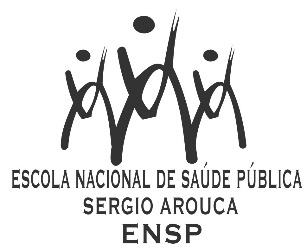 ESCOLA NACIONAL DE SAÚDE PÚBLICA
SERGIO AROUCA
ENSP